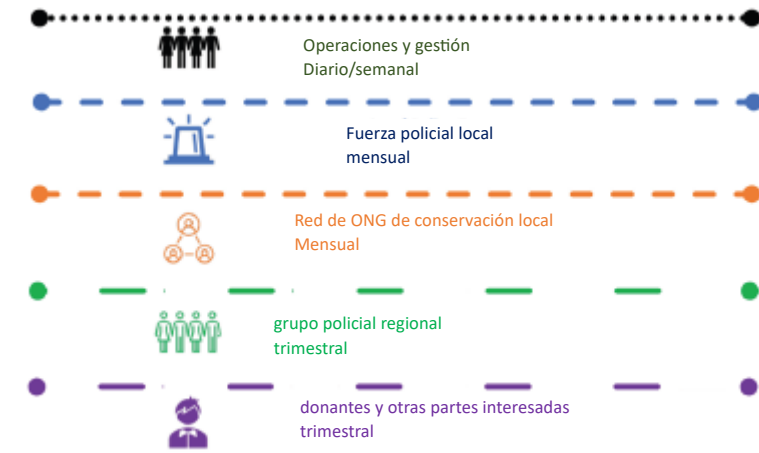 Operaciones y gestión
Diario/semanal
Fuerza policial local
mensual
Red de ONG de conservación local
Mensual
grupo policial regional
trimestral
donantes y otras partes interesadas
trimestral